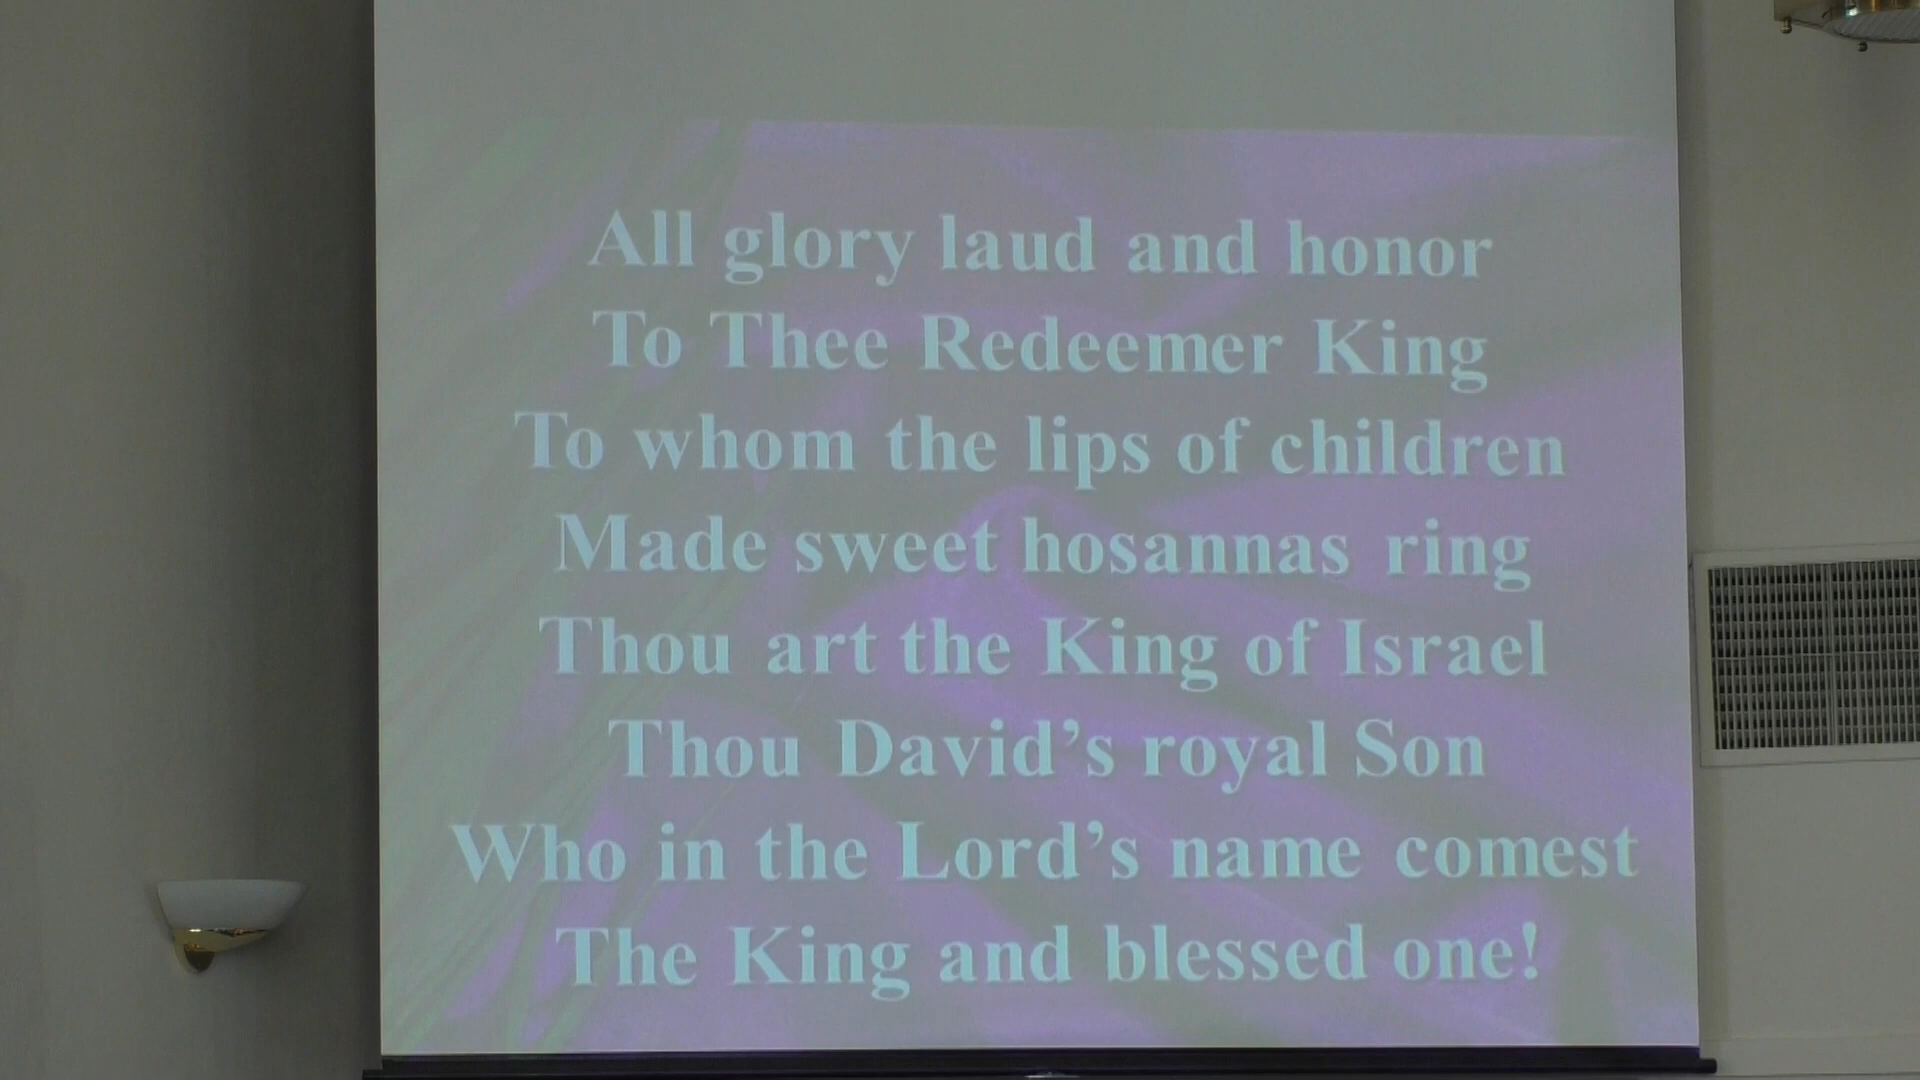 All glory laud and honor
To Thee Redeemer King
To whom the lips of children
Made sweet hosannas ring
Thou art the King of Israel
Thou David’s royal Son
Who in the Lord’s name comest
The King and blessed one!